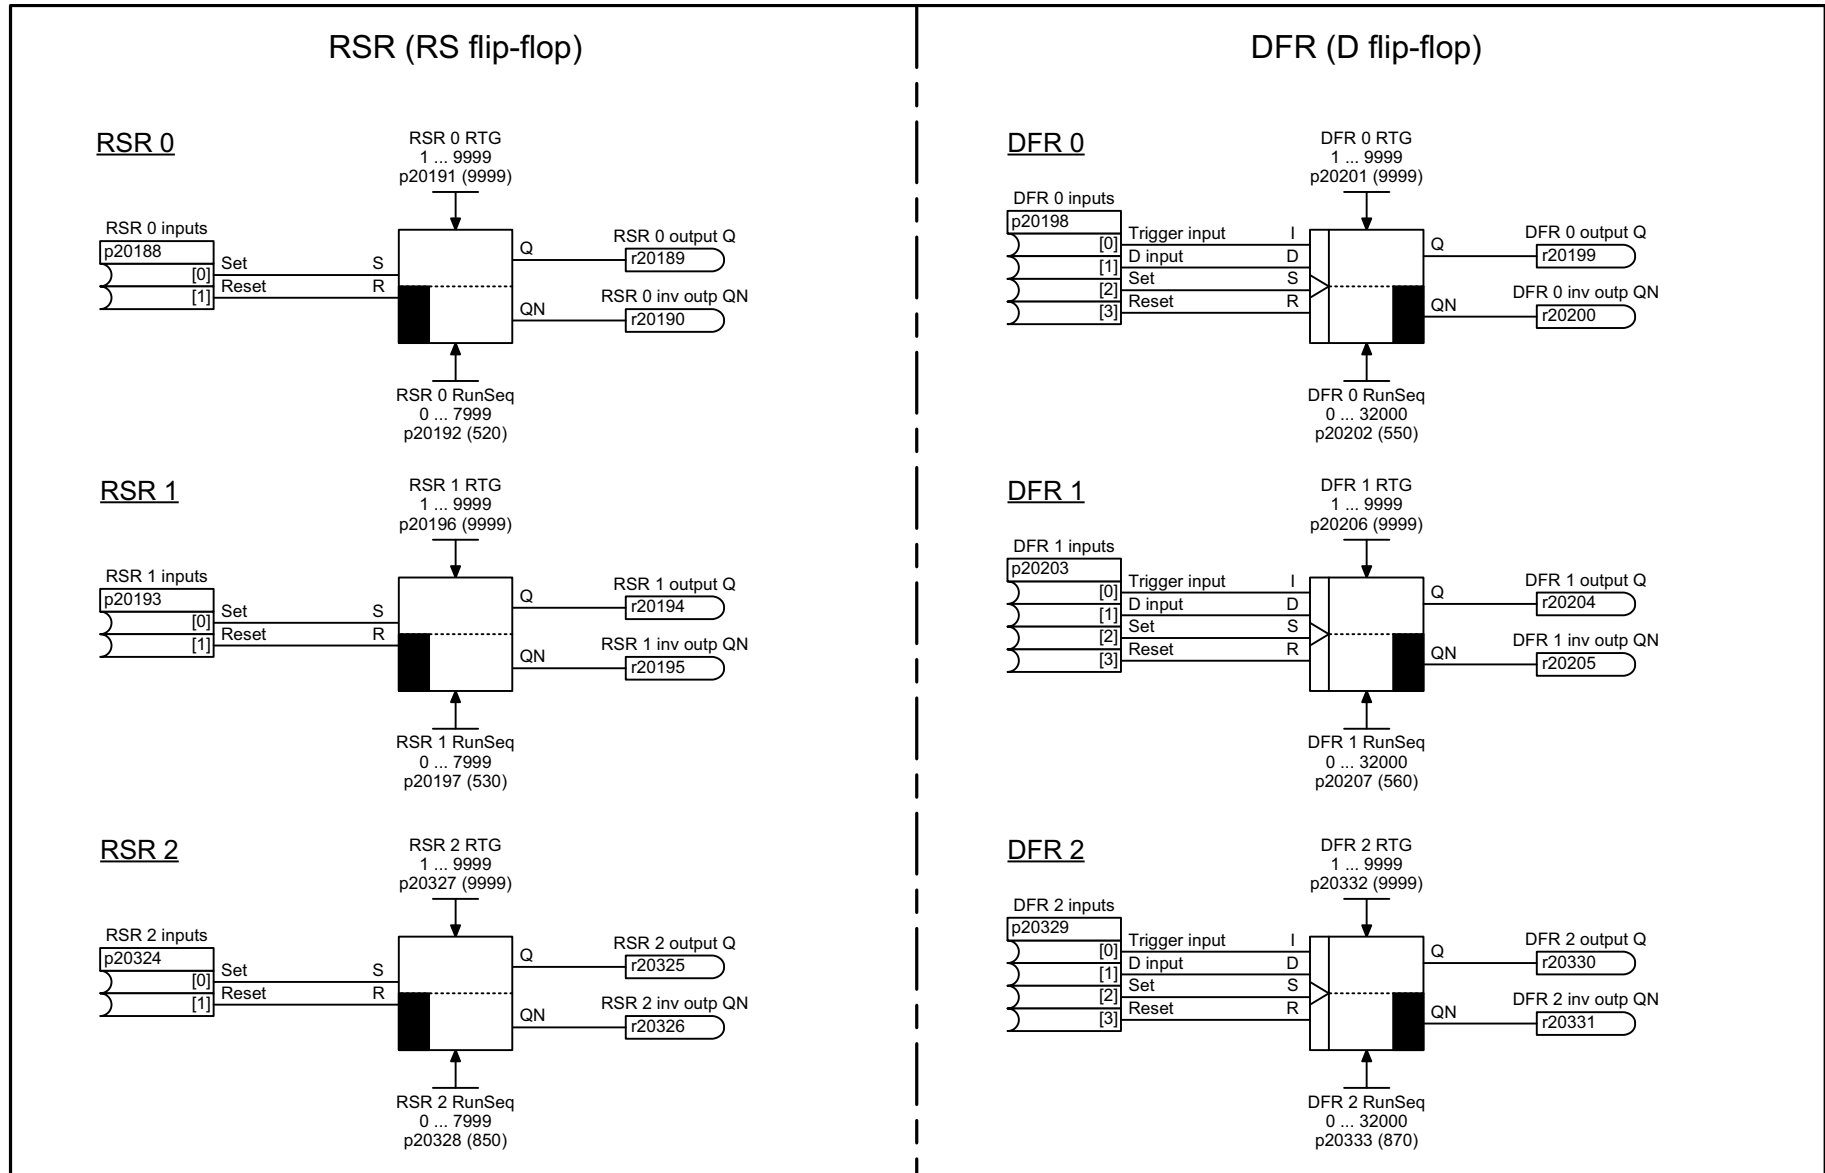 RSR (RS flip-flop)
RSR 0
RSR 0 RTG
1 ... 9999
p20191 (9999)
RSR 0 inputs
p20188
[0] Set S
[1] Reset R
Q
RSR 0 output Q
r20189
QN
RSR 0 inv outp QN
r20190
RSR 0 RunSeq
0 ... 7999
p20192 (520)
RSR 1
RSR 1 RTG
1 ... 9999
p20196 (9999)
RSR 1 inputs
p20193
[0] Set S
[1] Reset R
Q
RSR 1 output Q
r20194
QN
RSR 1 inv outp QN
r20195
RSR 1 RunSeq
0 ... 7999
p20197 (530)
RSR 2
RSR 2 RTG
1 ... 9999
p20327 (9999)
RSR 2 inputs
p20324
[0] Set S
[1] Reset R
Q
RSR 2 output Q
r20325
QN
RSR 2 inv outp QN
r20326
RSR 2 RunSeq
0 ... 7999
p20328 (850)
DFR (D flip-flop)
DFR 0
DFR 0 RTG
1 ... 9999
p20201 (9999)
DFR 0 inputs
p20198
[0] Trigger input I
[1] D input D
[2] Set S
[3] Reset R
Q
DFR 0 output Q
r20199
QN
DFR 0 inv outp QN
r20200
DFR 0 RunSeq
0 ... 32000
p20202 (550)
DFR 1
DFR 1 RTG
1 ... 9999
p20206 (9999)
DFR 1 inputs
p20203
[0] Trigger input I
[1] D input D
[2] Set S
[3] Reset R
Q
DFR 1 output Q
r20204
QN
DFR 1 inv outp QN
r20205
DFR 1 RunSeq
0 ... 32000
p20207 (560)
DFR 2
DFR 2 RTG
1 ... 9999
p20332 (9999)
DFR 2 inputs
p20329
[0] Trigger input I
[1] D input D
[2] Set S
[3] Reset R
Q
DFR 2 output Q
r20330
QN
DFR 2 inv outp QN
r20331
DFR 2 RunSeq
0 ... 32000
p20333 (870)